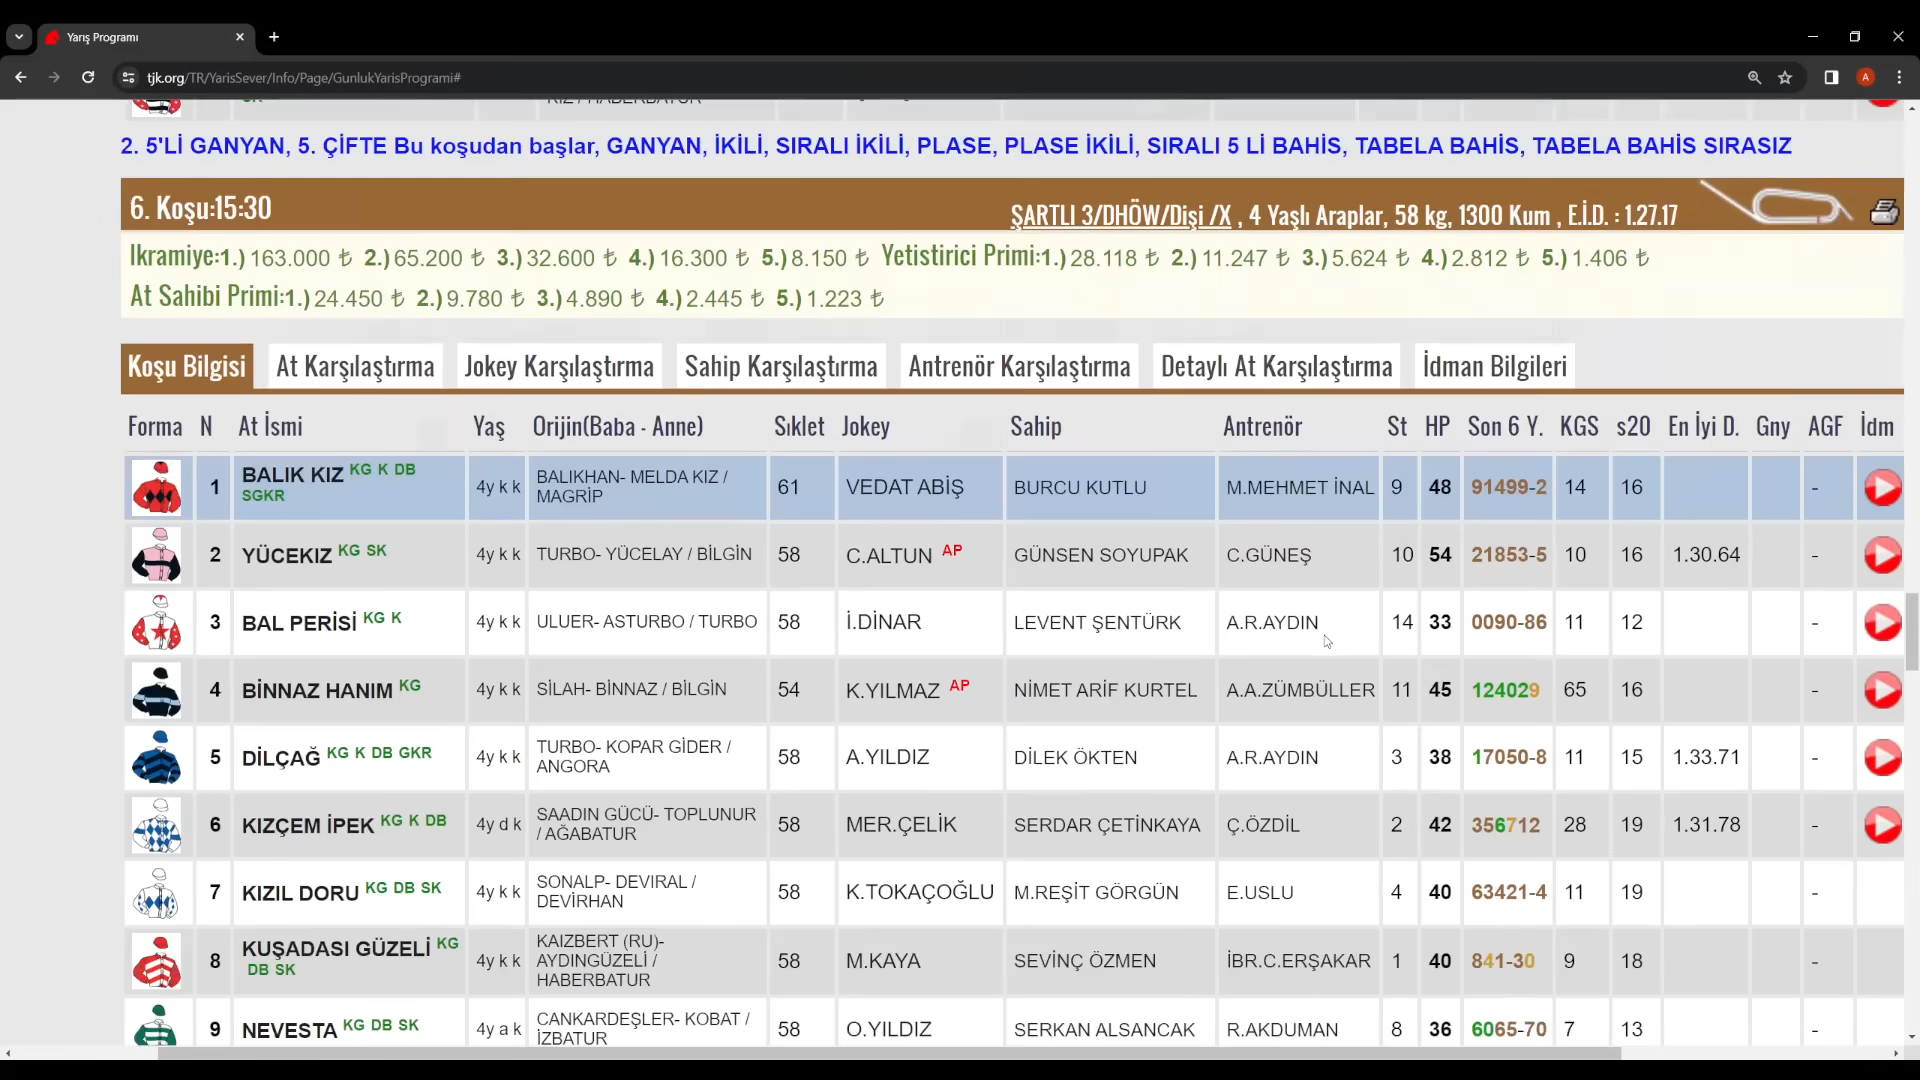 Yarış Programı
tjk.org/TR/YarisSever/Info/Page/GunlukYarisProgrami#
A
2. 5'Lİ GANYAN, 5. ÇİFTE Bu koşudan başlar, GANYAN, İKİLİ, SIRALI İKİLİ, PLASE, PLASE İKİLİ, SIRALI 5 Lİ BAHİS, TABELA BAHİS, TABELA BAHİS SIRASIZ
6. Koşu:15:30
ŞARTLI 3/DHÖW/Dişi /X , 4 Yaşlı Araplar, 58 kg, 1300 Kum , E.İ.D. : 1.27.17
Ikramiye:1.) 163.000 ₺ 2.) 65.200 ₺ 3.) 32.600 ₺ 4.) 16.300 ₺ 5.) 8.150 ₺ Yetistirici Primi:1.) 28.118 ₺ 2.) 11.247 ₺ 3.) 5.624 ₺ 4.) 2.812 ₺ 5.) 1.406 ₺
At Sahibi Primi:1.) 24.450 ₺ 2.) 9.780 ₺ 3.) 4.890 ₺ 4.) 2.445 ₺ 5.) 1.223 ₺
Koşu Bilgisi At Karşılaştırma Jokey Karşılaştırma Sahip Karşılaştırma Antrenör Karşılaştırma Detaylı At Karşılaştırma İdman Bilgileri
Forma N At İsmi Yaş Orijin(Baba - Anne) Sıklet Jokey Sahip Antrenör St HP Son 6 Y. KGS s20 En İyi D. Gny AGF İdm
1 BALIK KIZ KG K DB SGKR 4y k k BALIKHAN- MELDA KIZ / MAGRİP 61 VEDAT ABİŞ BURCU KUTLU M.MEHMET İNAL 9 48 91499-2 14 16 -
2 YÜCEKIZ KG SK 4y k k TURBO- YÜCELAY / BİLGİN 58 C.ALTUN AP GÜNSEN SOYUPAK C.GÜNEŞ 10 54 21853-5 10 16 1.30.64 -
3 BAL PERİSİ KG K 4y k k ULUER- ASTURBO / TURBO 58 İ.DİNAR LEVENT ŞENTÜRK A.R.AYDIN 14 33 0090-86 11 12 -
4 BİNNAZ HANIM KG 4y k k SİLAH- BİNNAZ / BİLGİN 54 K.YILMAZ AP NİMET ARİF KURTEL A.A.ZÜMBÜLLER 11 45 124029 65 16 -
5 DİLÇAĞ KG K DB GKR 4y k k TURBO- KOPAR GİDER / ANGORA 58 A.YILDIZ DİLEK ÖKTEN A.R.AYDIN 3 38 17050-8 11 15 1.33.71 -
6 KIZÇEM İPEK KG K DB 4y d k SAADIN GÜCÜ- TOPLUNUR / AĞABATUR 58 MER.ÇELİK SERDAR ÇETİNKAYA Ç.ÖZDİL 2 42 356712 28 19 1.31.78 -
7 KIZIL DORU KG DB SK 4y k k SONALP- DEVIRAL / DEVİRHAN 58 K.TOKAÇOĞLU M.REŞİT GÖRGÜN E.USLU 4 40 63421-4 11 19 -
8 KUŞADASI GÜZELİ KG DB SK 4y k k KAIZBERT (RU)- AYDINGÜZELİ / HABERBATUR 58 M.KAYA SEVİNÇ ÖZMEN İBR.C.ERŞAKAR 1 40 841-30 9 18 -
9 NEVESTA KG DB SK 4y a k CANKARDEŞLER- KOBAT / İZBATUR 58 O.YILDIZ SERKAN ALSANCAK R.AKDUMAN 8 36 6065-70 7 13 -